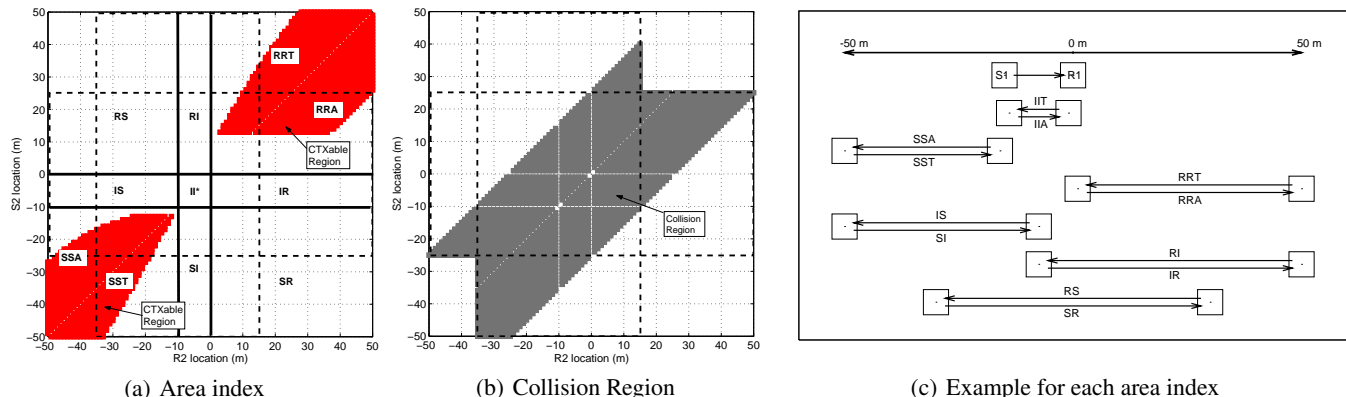 50
40
30
20
10
0
−10
−20
−30
−40
−50
S2 location (m)
RRT
RRA
RS
RI
CTXable
Region
IS
II*
IR
SSA
SST
SI
SR
CTXable
Region
−50 −40 −30 −20 −10 0 10 20 30 40 50
R2 location (m)
(a) Area index
50
40
30
20
10
0
−10
−20
−30
−40
−50
S2 location (m)
Collision
Region
−50 −40 −30 −20 −10 0 10 20 30 40 50
R2 location (m)
(b) Collision Region
-50 m 0 m 50 m
S1 R1
IIT
IIA
SSA
SST
RRT
RRA
IS
SI
RI
IR
RS
SR
(c) Example for each area index